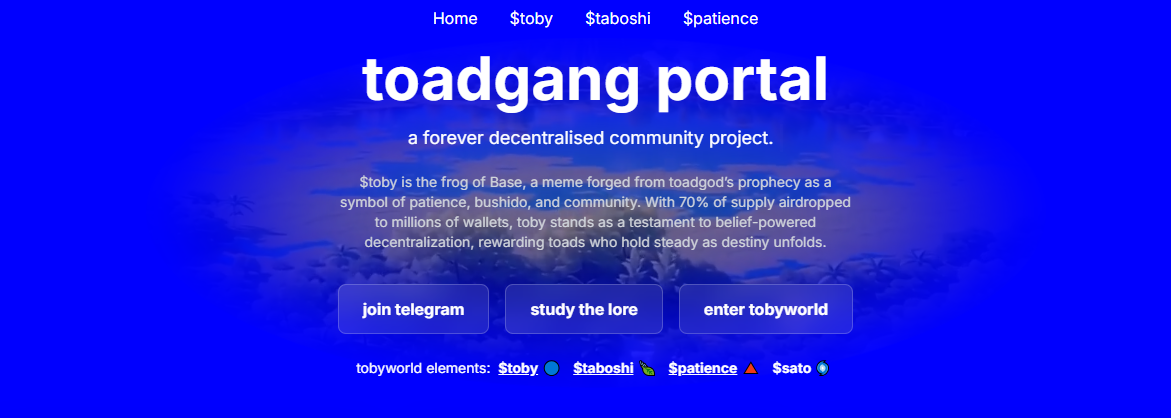 Home $toby $taboshi $patience
toadgang portal
a forever decentralised community project.
$toby is the frog of Base, a meme forged from toadgod’s prophecy as a
symbol of patience, bushido, and community. With 70% of supply airdropped
to millions of wallets, toby stands as a testament to belief-powered
decentralization, rewarding toads who hold steady as destiny unfolds.
join telegram study the lore enter tobyworld
tobyworld elements: $toby $taboshi $patience $sato